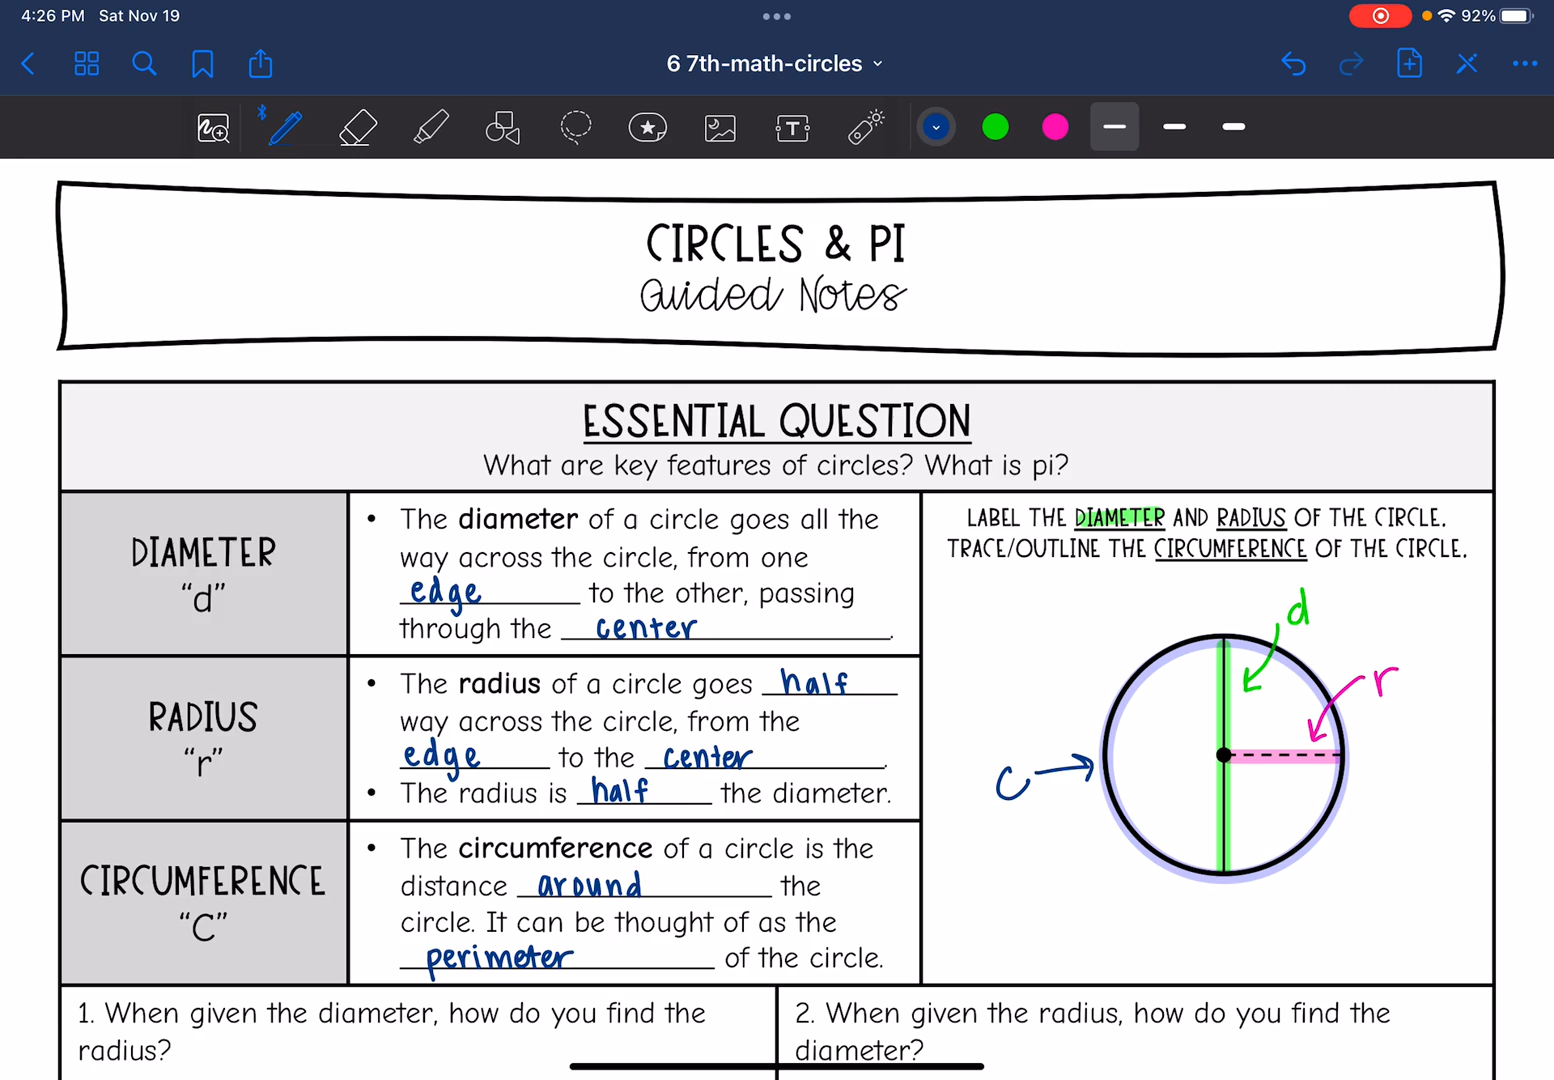 4:26 PM Sat Nov 19
92%
6 7th-math-circles
T
CIRCLES & PI
Guided Notes
ESSENTIAL QUESTION
What are key features of circles? What is pi?
DIAMETER
“d”
• The diameter of a circle goes all the
way across the circle, from one
edge to the other, passing
through the center.
RADIUS
“r”
• The radius of a circle goes half
way across the circle, from the
edge to the center.
• The radius is half the diameter.
CIRCUMFERENCE
“C”
• The circumference of a circle is the
distance around the
circle. It can be thought of as the
perimeter of the circle.
LABEL THE DIAMETER AND RADIUS OF THE CIRCLE.
TRACE/OUTLINE THE CIRCUMFERENCE OF THE CIRCLE.
d
r
C
1. When given the diameter, how do you find the
radius?
2. When given the radius, how do you find the
diameter?